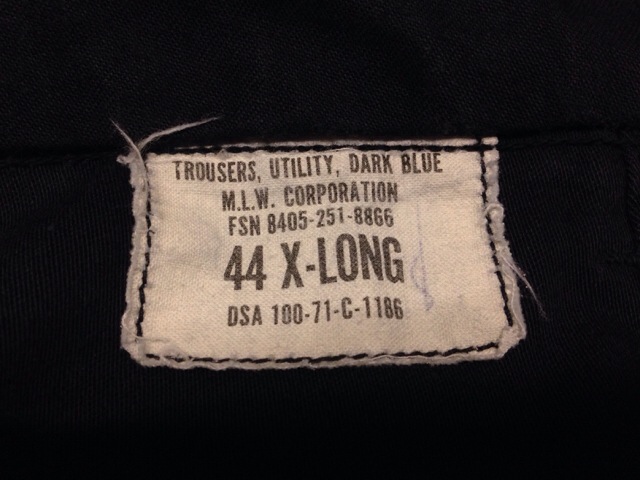 TROUSERS, UTILITY, DARK BLUE
M.L.W. CORPORATION
FSN 8405-251-8866
44 X-LONG
DSA 100-71-C-1186